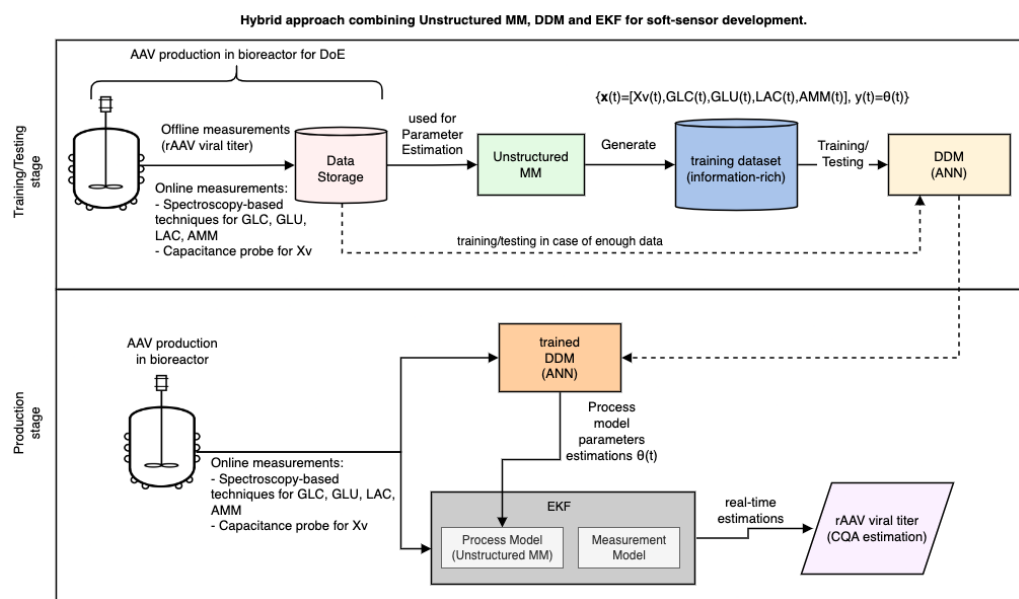 Hybrid approach combining Unstructured MM, DDM and EKF for soft-sensor development.
Training/Testing
stage
AAV production in bioreactor for DoE
Offline measurements
(rAAV viral titer)
Online measurements:
- Spectroscopy-based
techniques for GLC, GLU,
LAC, AMM
- Capacitance probe for Xv
Data
Storage
used for
Parameter
Estimation
Unstructured
MM
Generate
{x(t)=[Xv(t),GLC(t),GLU(t),LAC(t),AMM(t)], y(t)=θ(t)}
training dataset
(information-rich)
Training/
Testing
DDM
(ANN)
training/testing in case of enough data
Production
stage
AAV production
in bioreactor
Online measurements:
- Spectroscopy-based
techniques for GLC, GLU, LAC,
AMM
- Capacitance probe for Xv
trained
DDM
(ANN)
Process
model
parameters
estimations θ(t)
EKF
Process Model
(Unstructured MM)
Measurement
Model
real-time
estimations
rAAV viral titer
(CQA estimation)